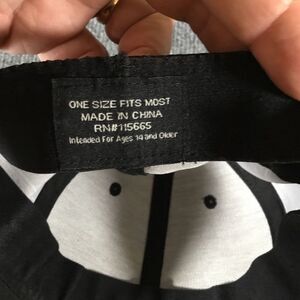 ONE SIZE FITS MOST
MADE IN CHINA
RN#115665
Intended For Ages 14 and Older